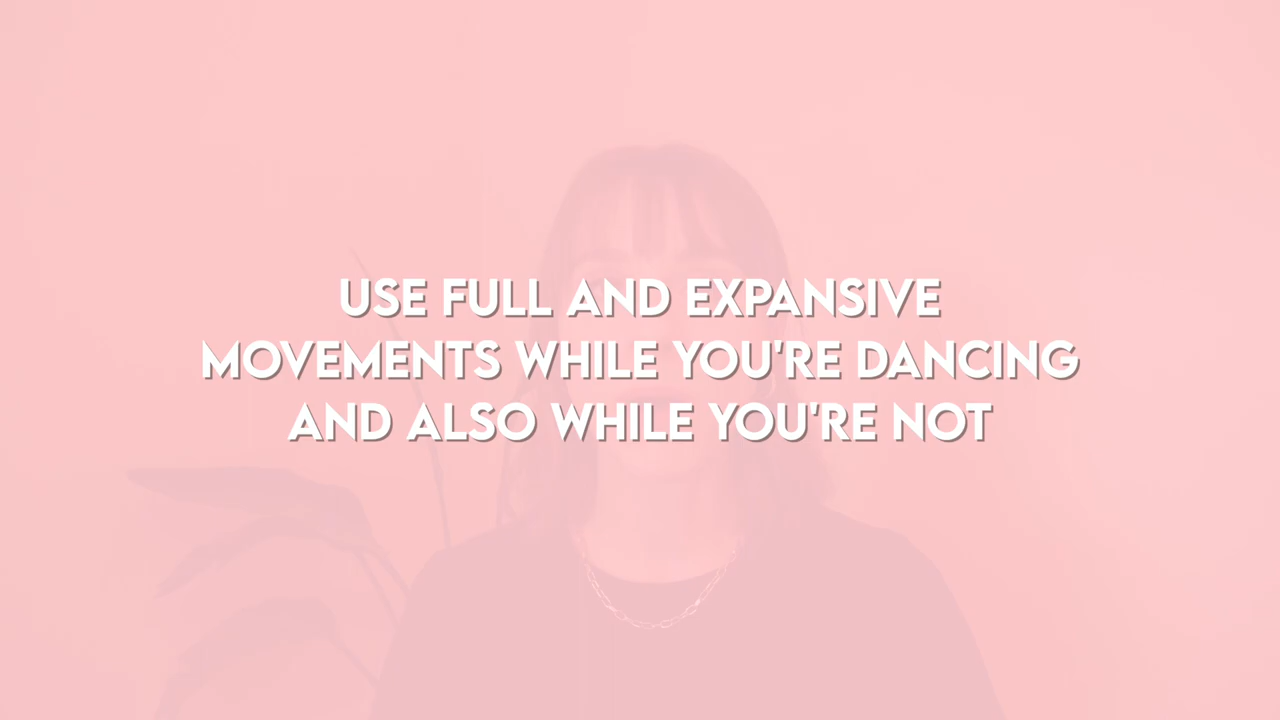 USE FULL AND EXPANSIVE
MOVEMENTS WHILE YOU'RE DANCING
AND ALSO WHILE YOU'RE NOT